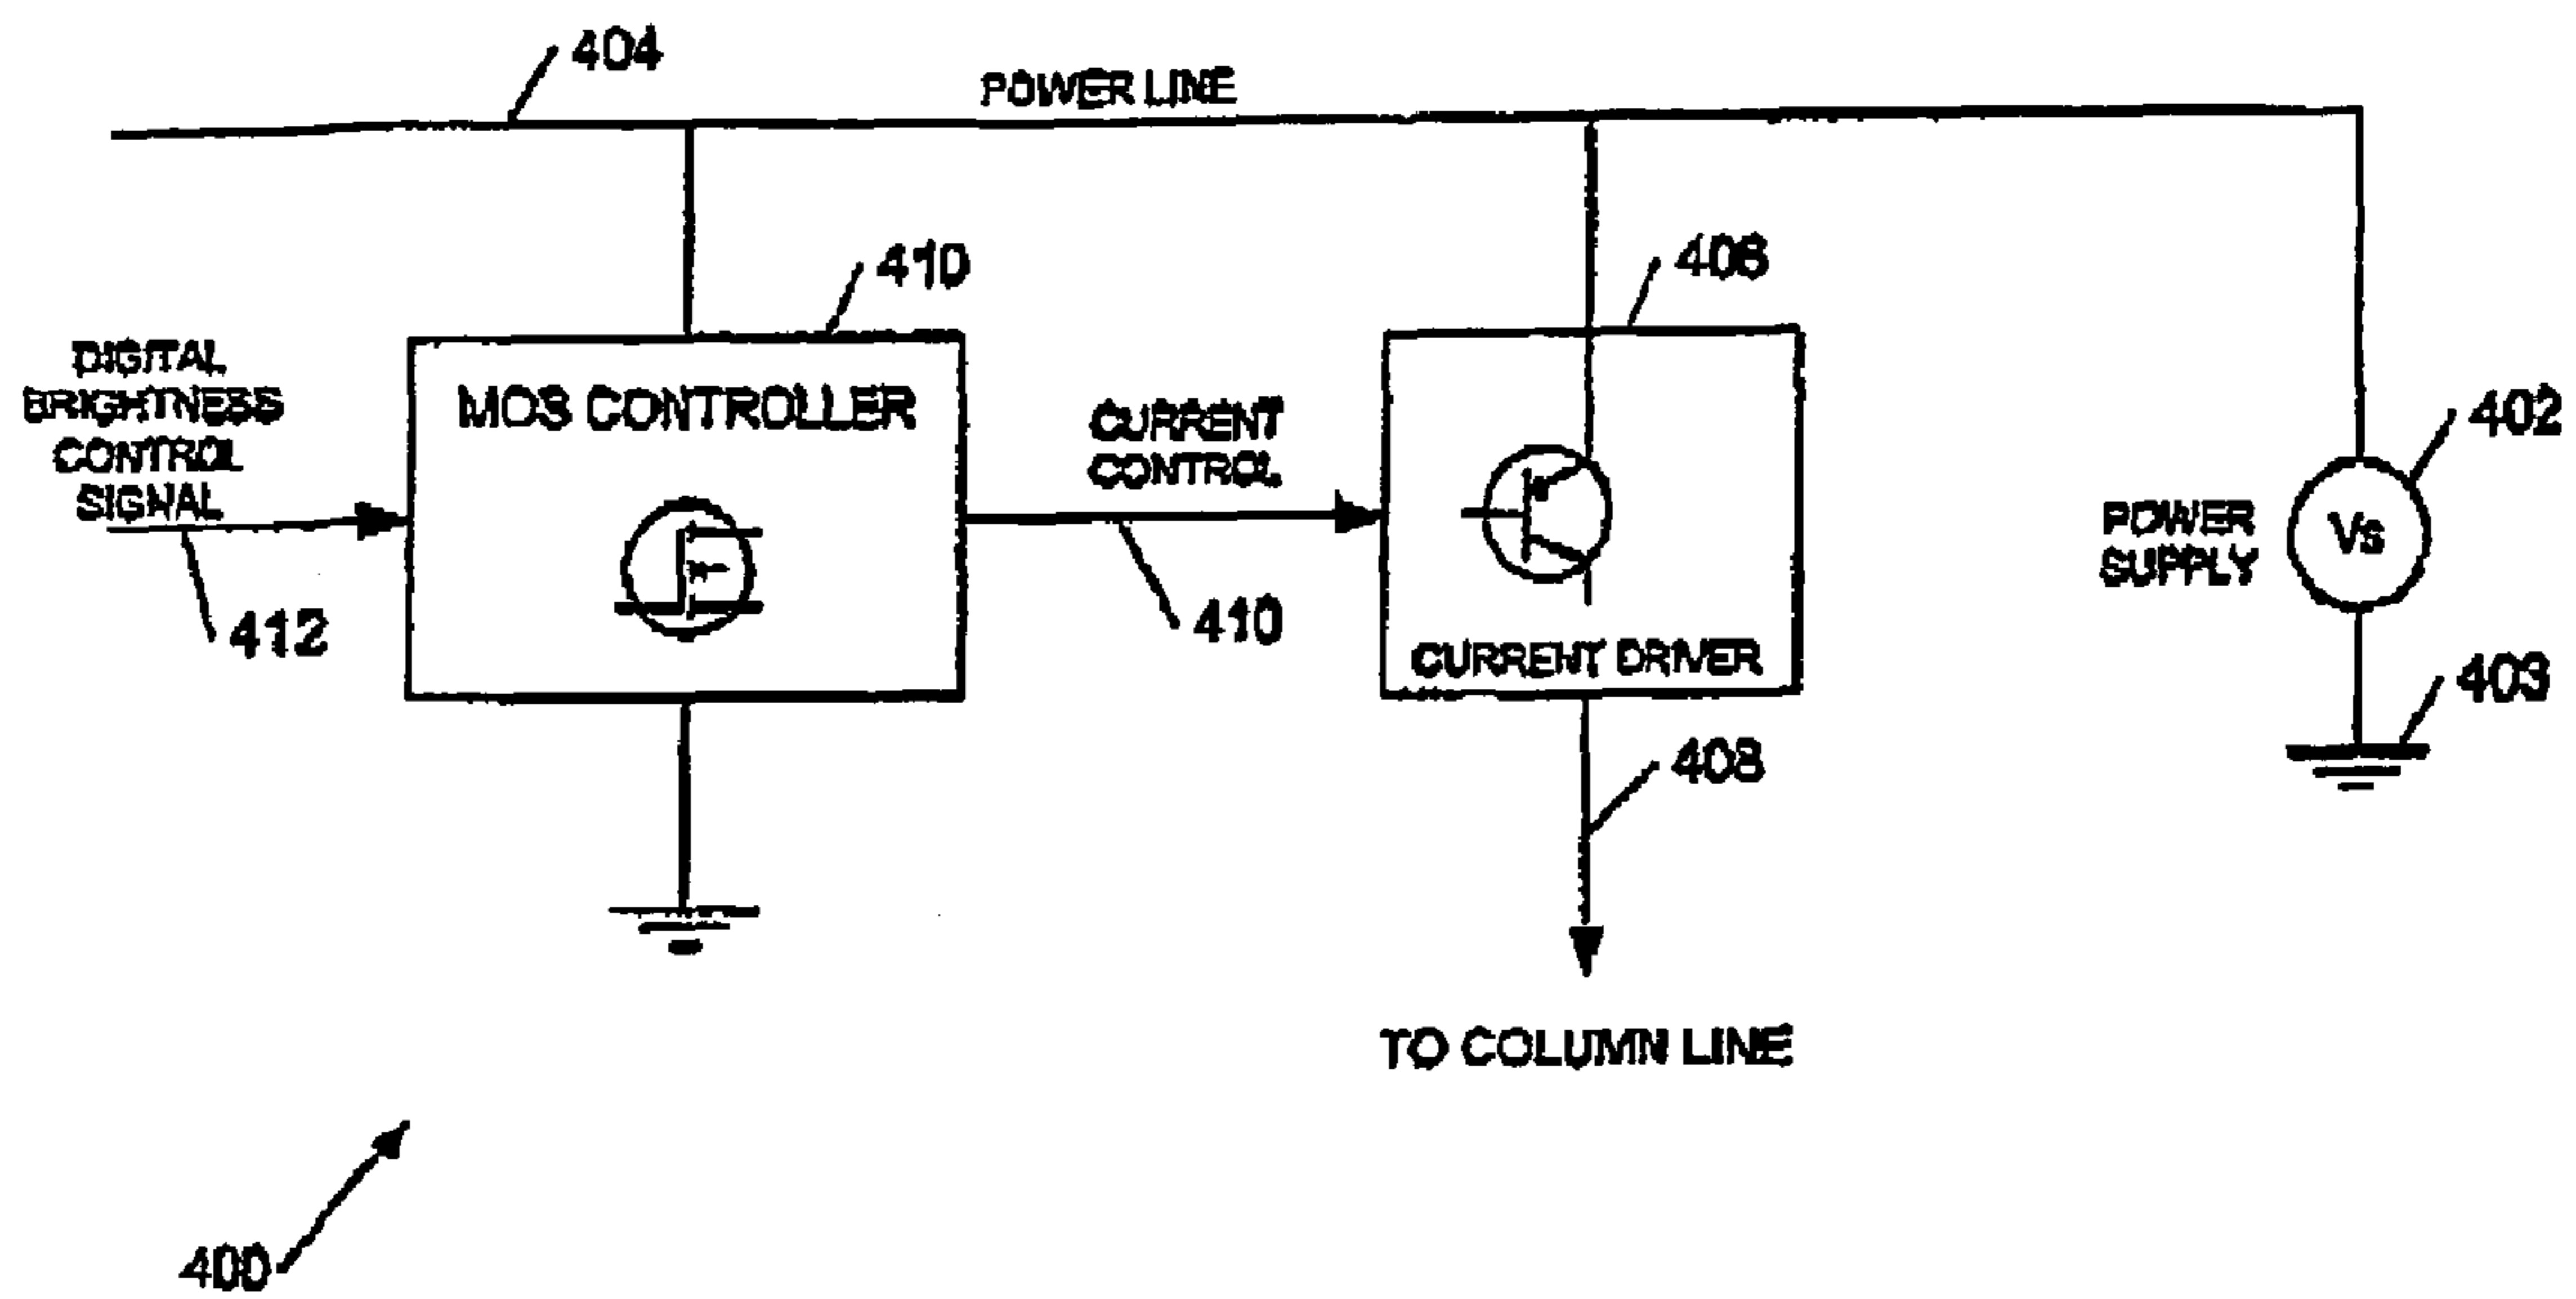 404
POWER LINE
410
406
DIGITAL
BRIGHTNESS
CONTROL
SIGNAL
MOS CONTROLLER
CURRENT
CONTROL
402
POWER
SUPPLY
Vs
412
410
CURRENT DRIVER
403
408
TO COLUMN LINE
400